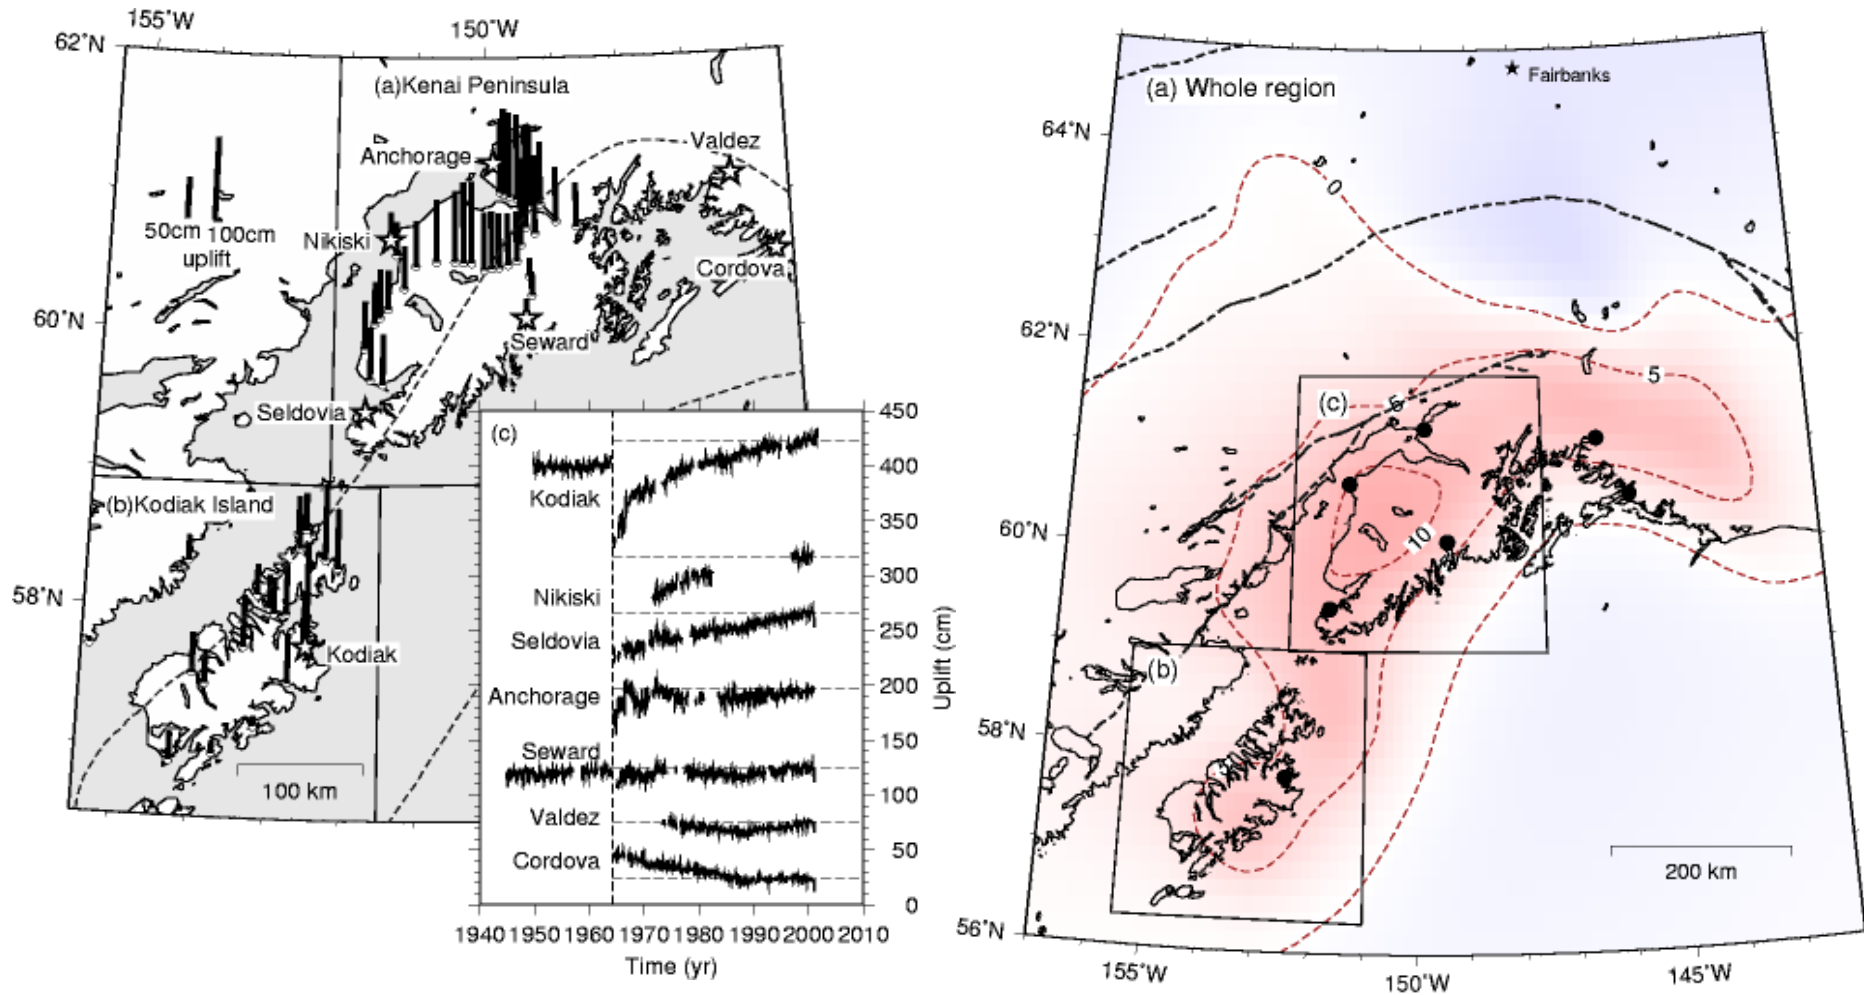 155˚W
150˚W
62˚N
60˚N
58˚N
(a)Kenai Peninsula
Anchorage
Valdez
50cm 100cm
uplift
Nikiski
Cordova
Seward
Seldovia
(b)Kodiak Island
Kodiak
100 km
(c)
Kodiak
Nikiski
Seldovia
Anchorage
Seward
Valdez
Cordova
450
400
350
300
250
200
150
100
50
0
Uplift (cm)
1940 1950 1960 1970 1980 1990 2000 2010
Time (yr)
(a) Whole region
Fairbanks
64˚N
62˚N
60˚N
58˚N
56˚N
0
5
5
(c)
10
(b)
200 km
155˚W
150˚W
145˚W